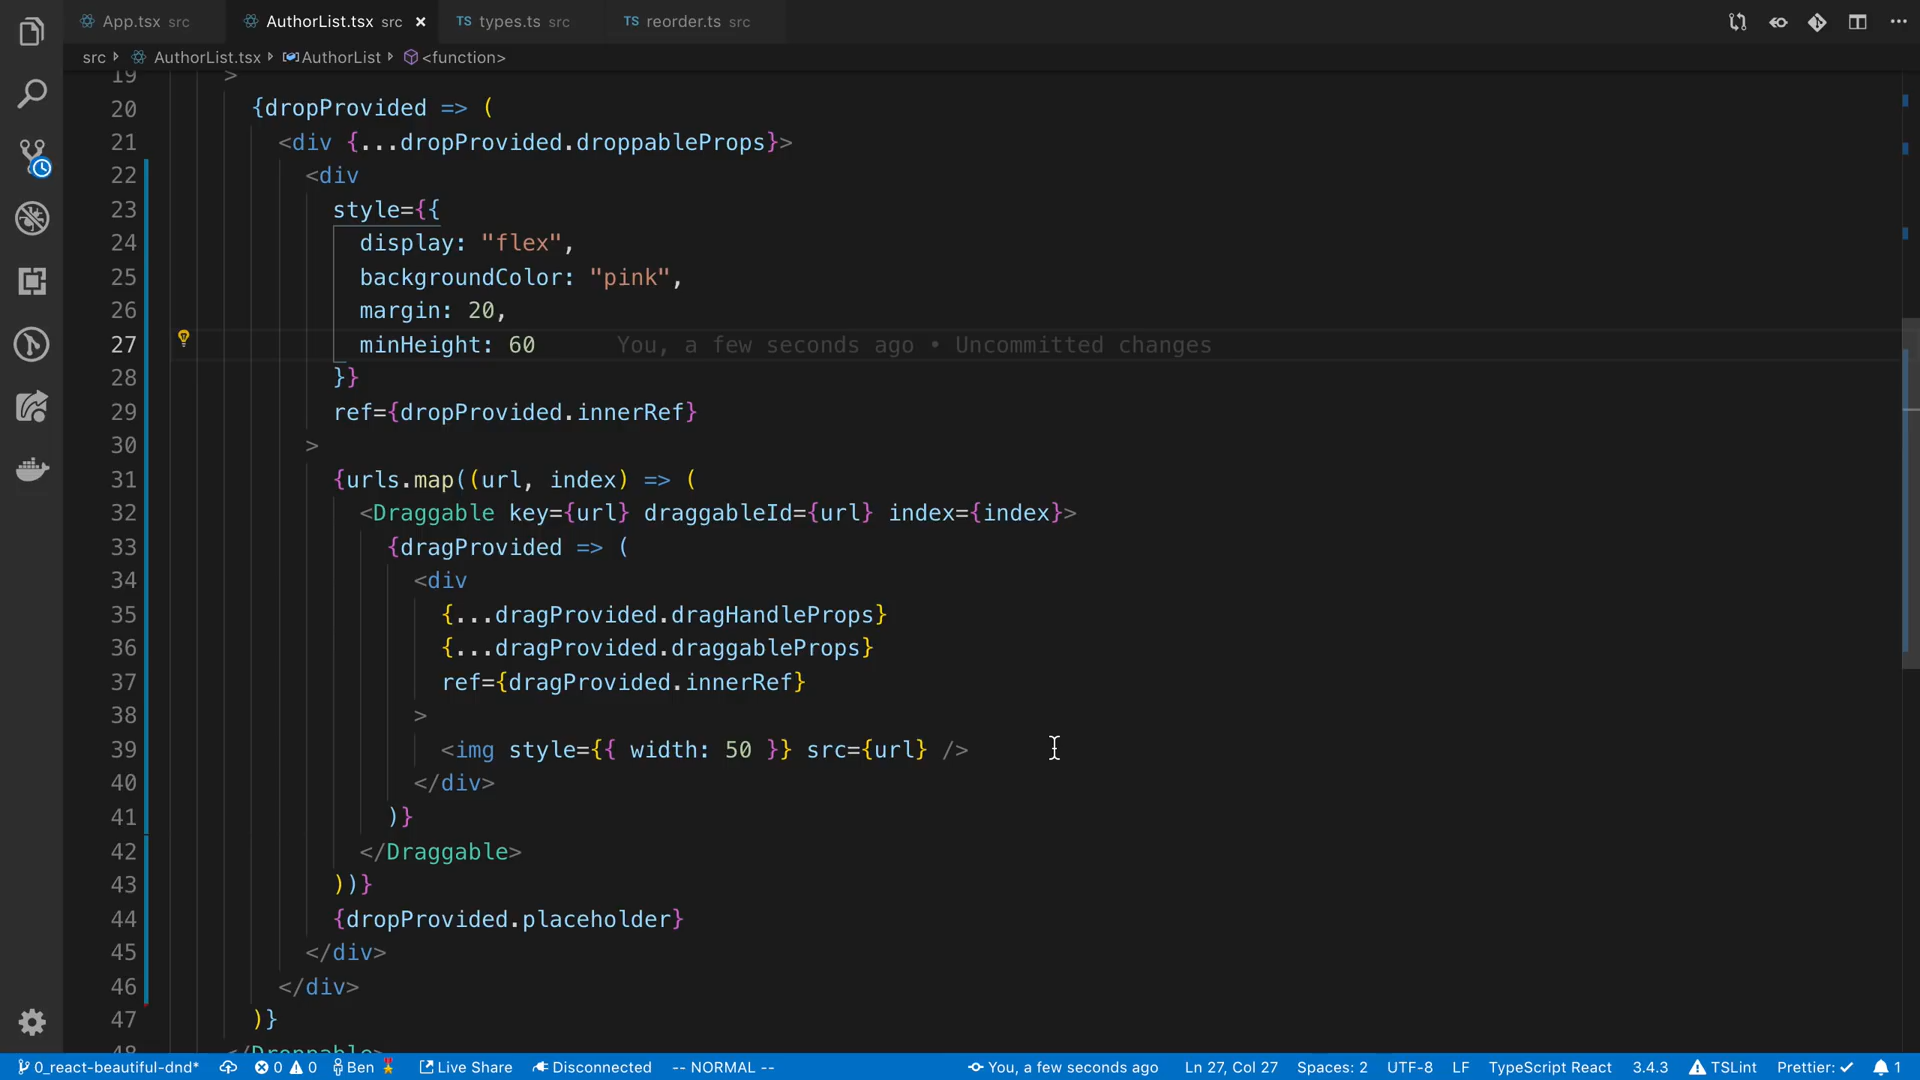 App.tsx src
AuthorList.tsx src ×
TS types.ts src
TS reorder.ts src
src AuthorList.tsx AuthorList <function>
19 >
20 {dropProvided => (
21 <div {...dropProvided.droppableProps}>
22 <div
23 style={{
24 display: "flex",
25 backgroundColor: "pink",
26 margin: 20,
27 minHeight: 60 You, a few seconds ago • Uncommitted changes
28 }}
29 ref={dropProvided.innerRef}
30 >
31 {urls.map((url, index) => (
32 <Draggable key={url} draggableId={url} index={index}>
33 {dragProvided => (
34 <div
35 {...dragProvided.dragHandleProps}
36 {...dragProvided.draggableProps}
37 ref={dragProvided.innerRef}
38 >
39 <img style={{ width: 50 }} src={url} />
40 </div>
41 )}
42 </Draggable>
43 ))}
44 {dropProvided.placeholder}
45 </div>
46 </div>
47 )}
48 </Droppable>
0_react-beautiful-dnd* 0 0 Ben Live Share Disconnected -- NORMAL -- You, a few seconds ago Ln 27, Col 27 Spaces: 2 UTF-8 LF TypeScript React 3.4.3 TSLint Prettier: ✓ 1